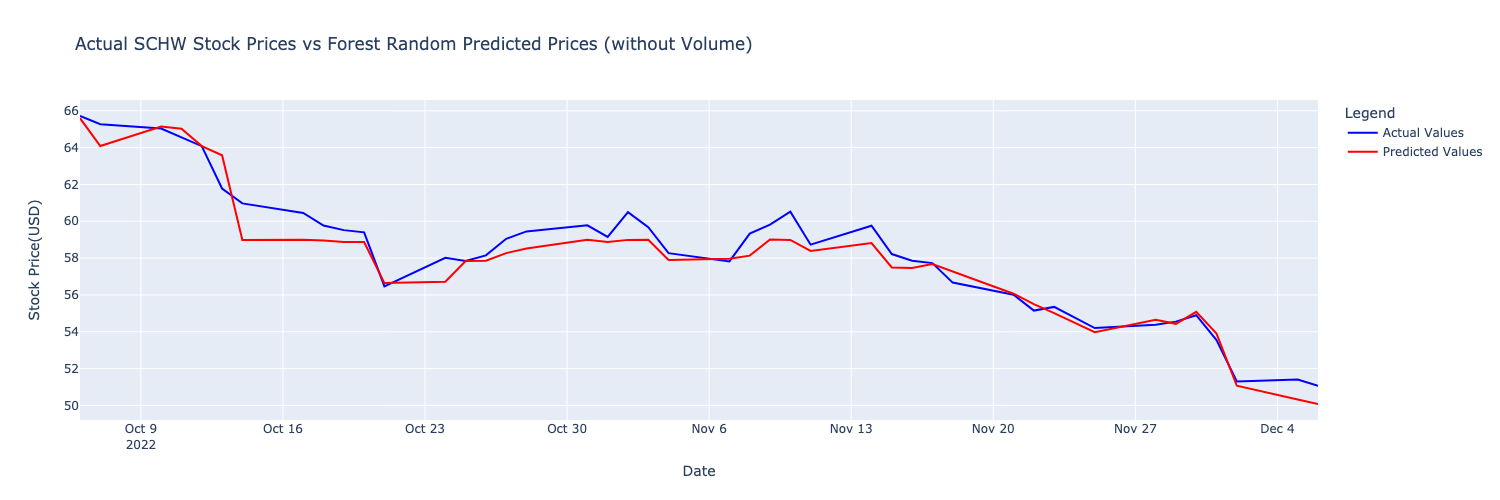 Actual SCHW Stock Prices vs Forest Random Predicted Prices (without Volume)
Legend
Actual Values
Predicted Values
Stock Price(USD)
66
64
62
60
58
56
54
52
50
Oct 9
2022
Oct 16
Oct 23
Oct 30
Nov 6
Nov 13
Nov 20
Nov 27
Dec 4
Date